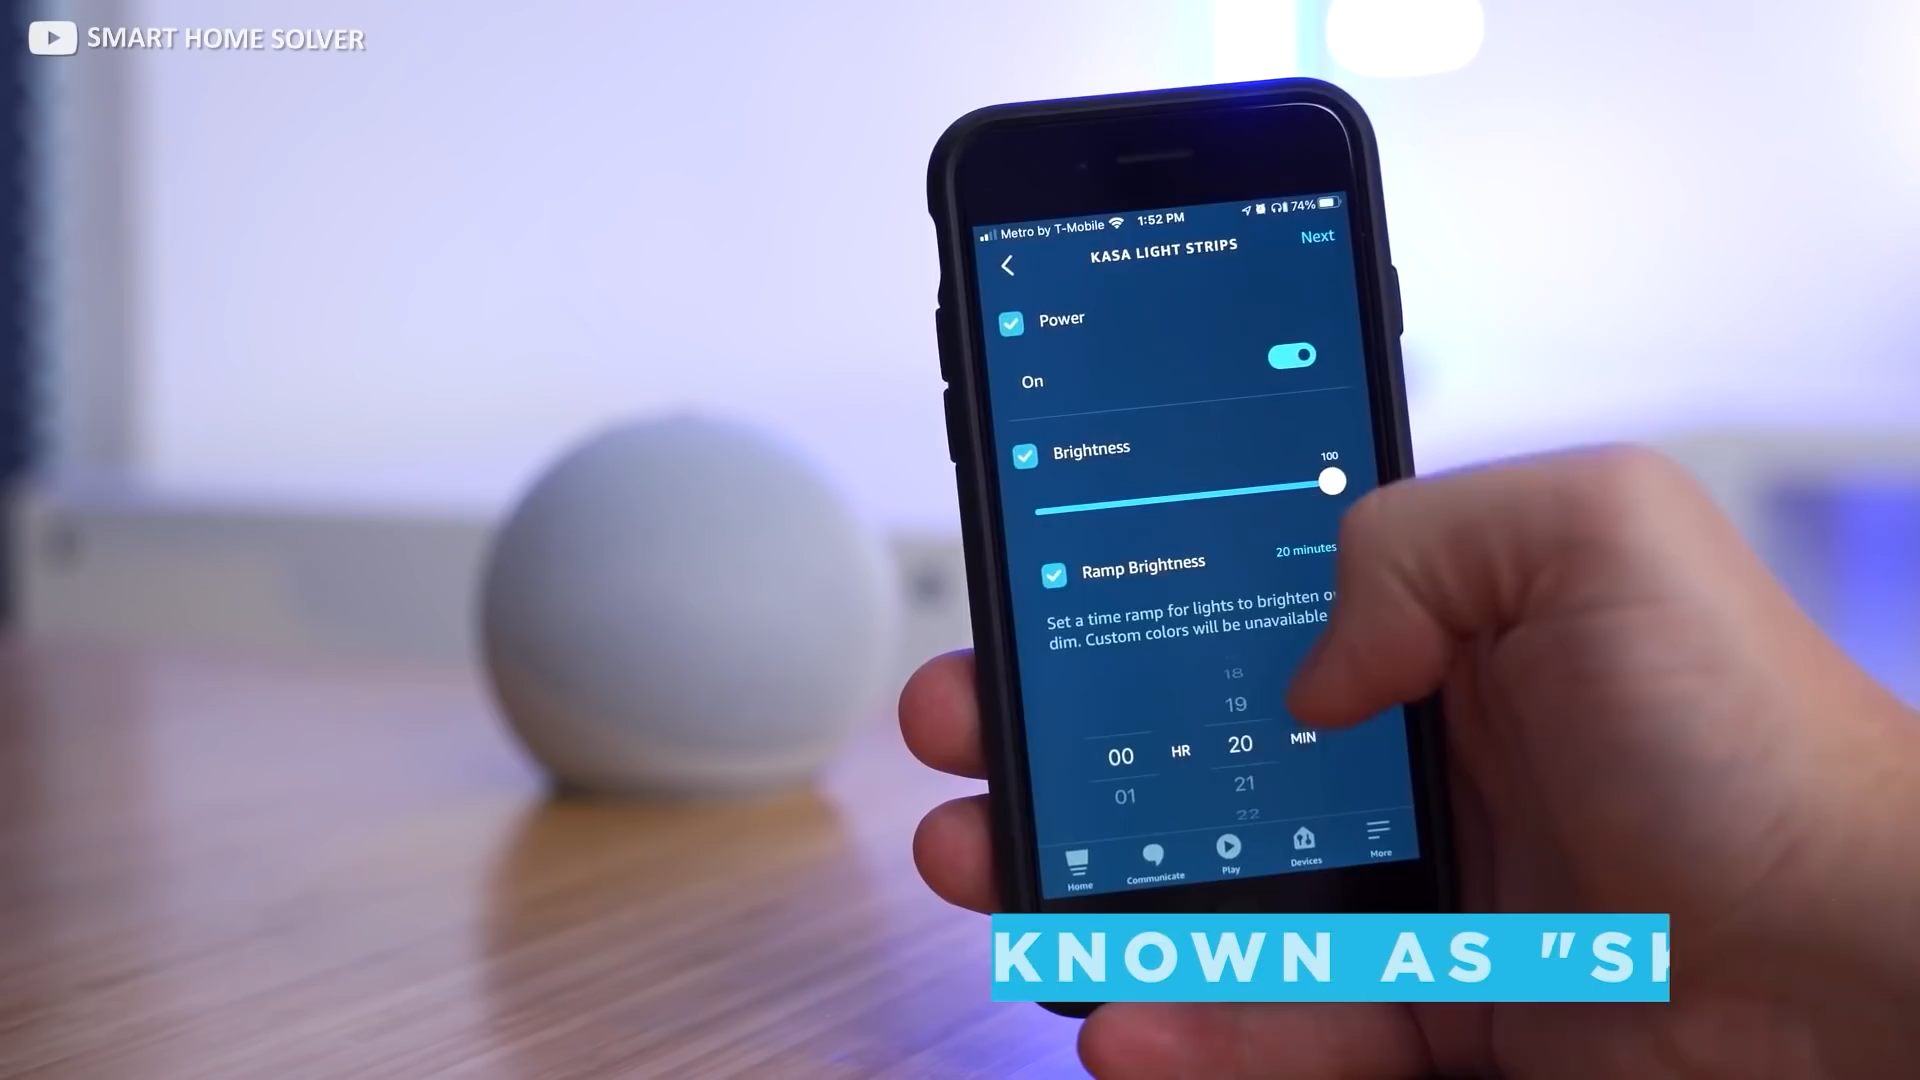 SMART HOME SOLVER
Metro by T-Mobile 1:52 PM 74%
KASA LIGHT STRIPS Next
Power
On
Brightness
100
Ramp Brightness 20 minutes
Set a time ramp for lights to brighten
dim. Custom colors will be unavailable
18
19
00 HR 20 MIN
01 21
22
Home Communicate Play Devices More
KNOWN AS "S